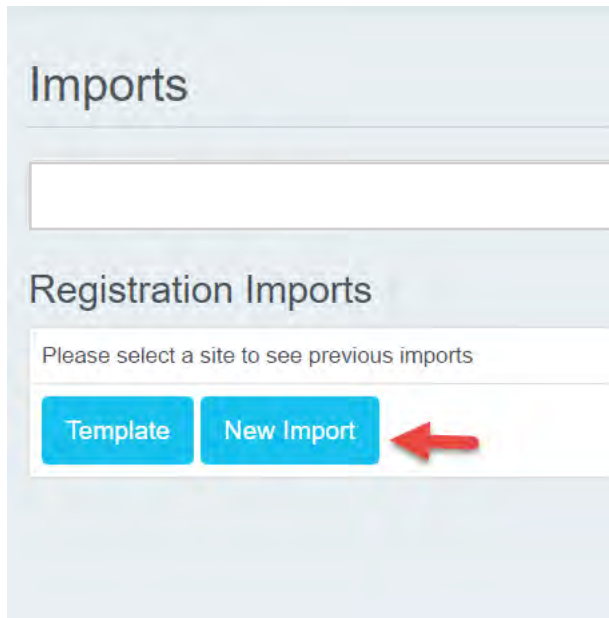 Imports
Registration Imports
Please select a site to see previous imports
Template New Import